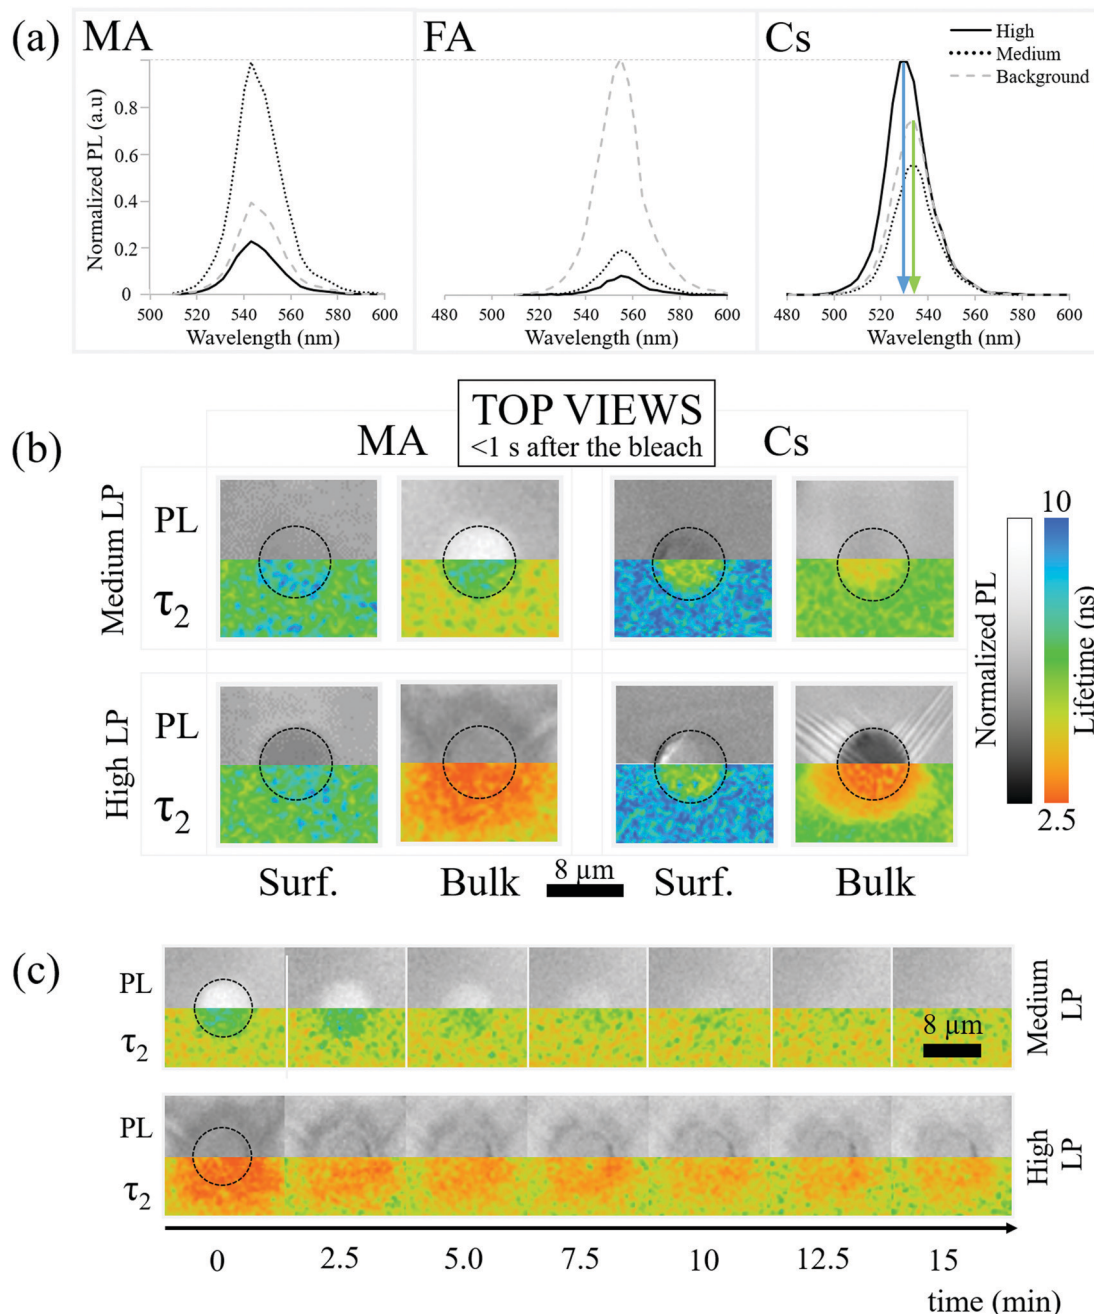 (a)
MA
FA
Cs
High
Medium
Background
Normalized PL (a.u)
0.8
0.6
0.4
0.2
0
500 520 540 560 580 600
500 520 540 560 580 600
480 500 520 540 560 580 600
Wavelength (nm)
Wavelength (nm)
Wavelength (nm)
(b)
TOP VIEWS
<1 s after the bleach
MA
Cs
Medium LP
PL
τ2
High LP
PL
τ2
Surf.
Bulk
8 µm
Surf.
Bulk
Normalized PL
10
Lifetime (ns)
2.5
(c)
PL
τ2
8 µm
Medium
LP
PL
τ2
High
LP
0 2.5 5.0 7.5 10 12.5 15
time (min)